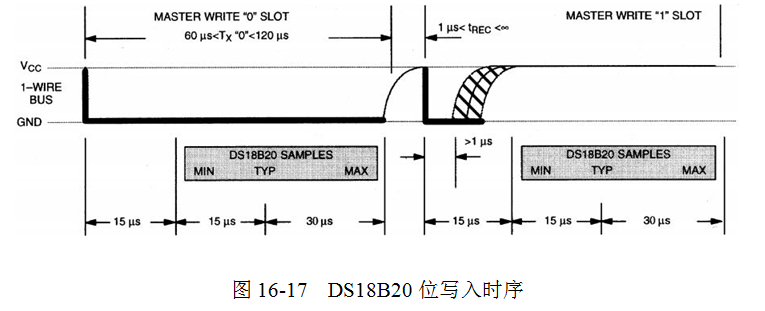 MASTER WRITE "0" SLOT
60 µs<Tx "0"<120 µs
1 µs< tREC <∞
MASTER WRITE "1" SLOT
VCC
1–WIRE
BUS
GND
DS18B20 SAMPLES
MIN TYP MAX
>1 µs
DS18B20 SAMPLES
MIN TYP MAX
15 µs 15 µs 30 µs 15 µs 15 µs 30 µs
图 16-17 DS18B20 位写入时序